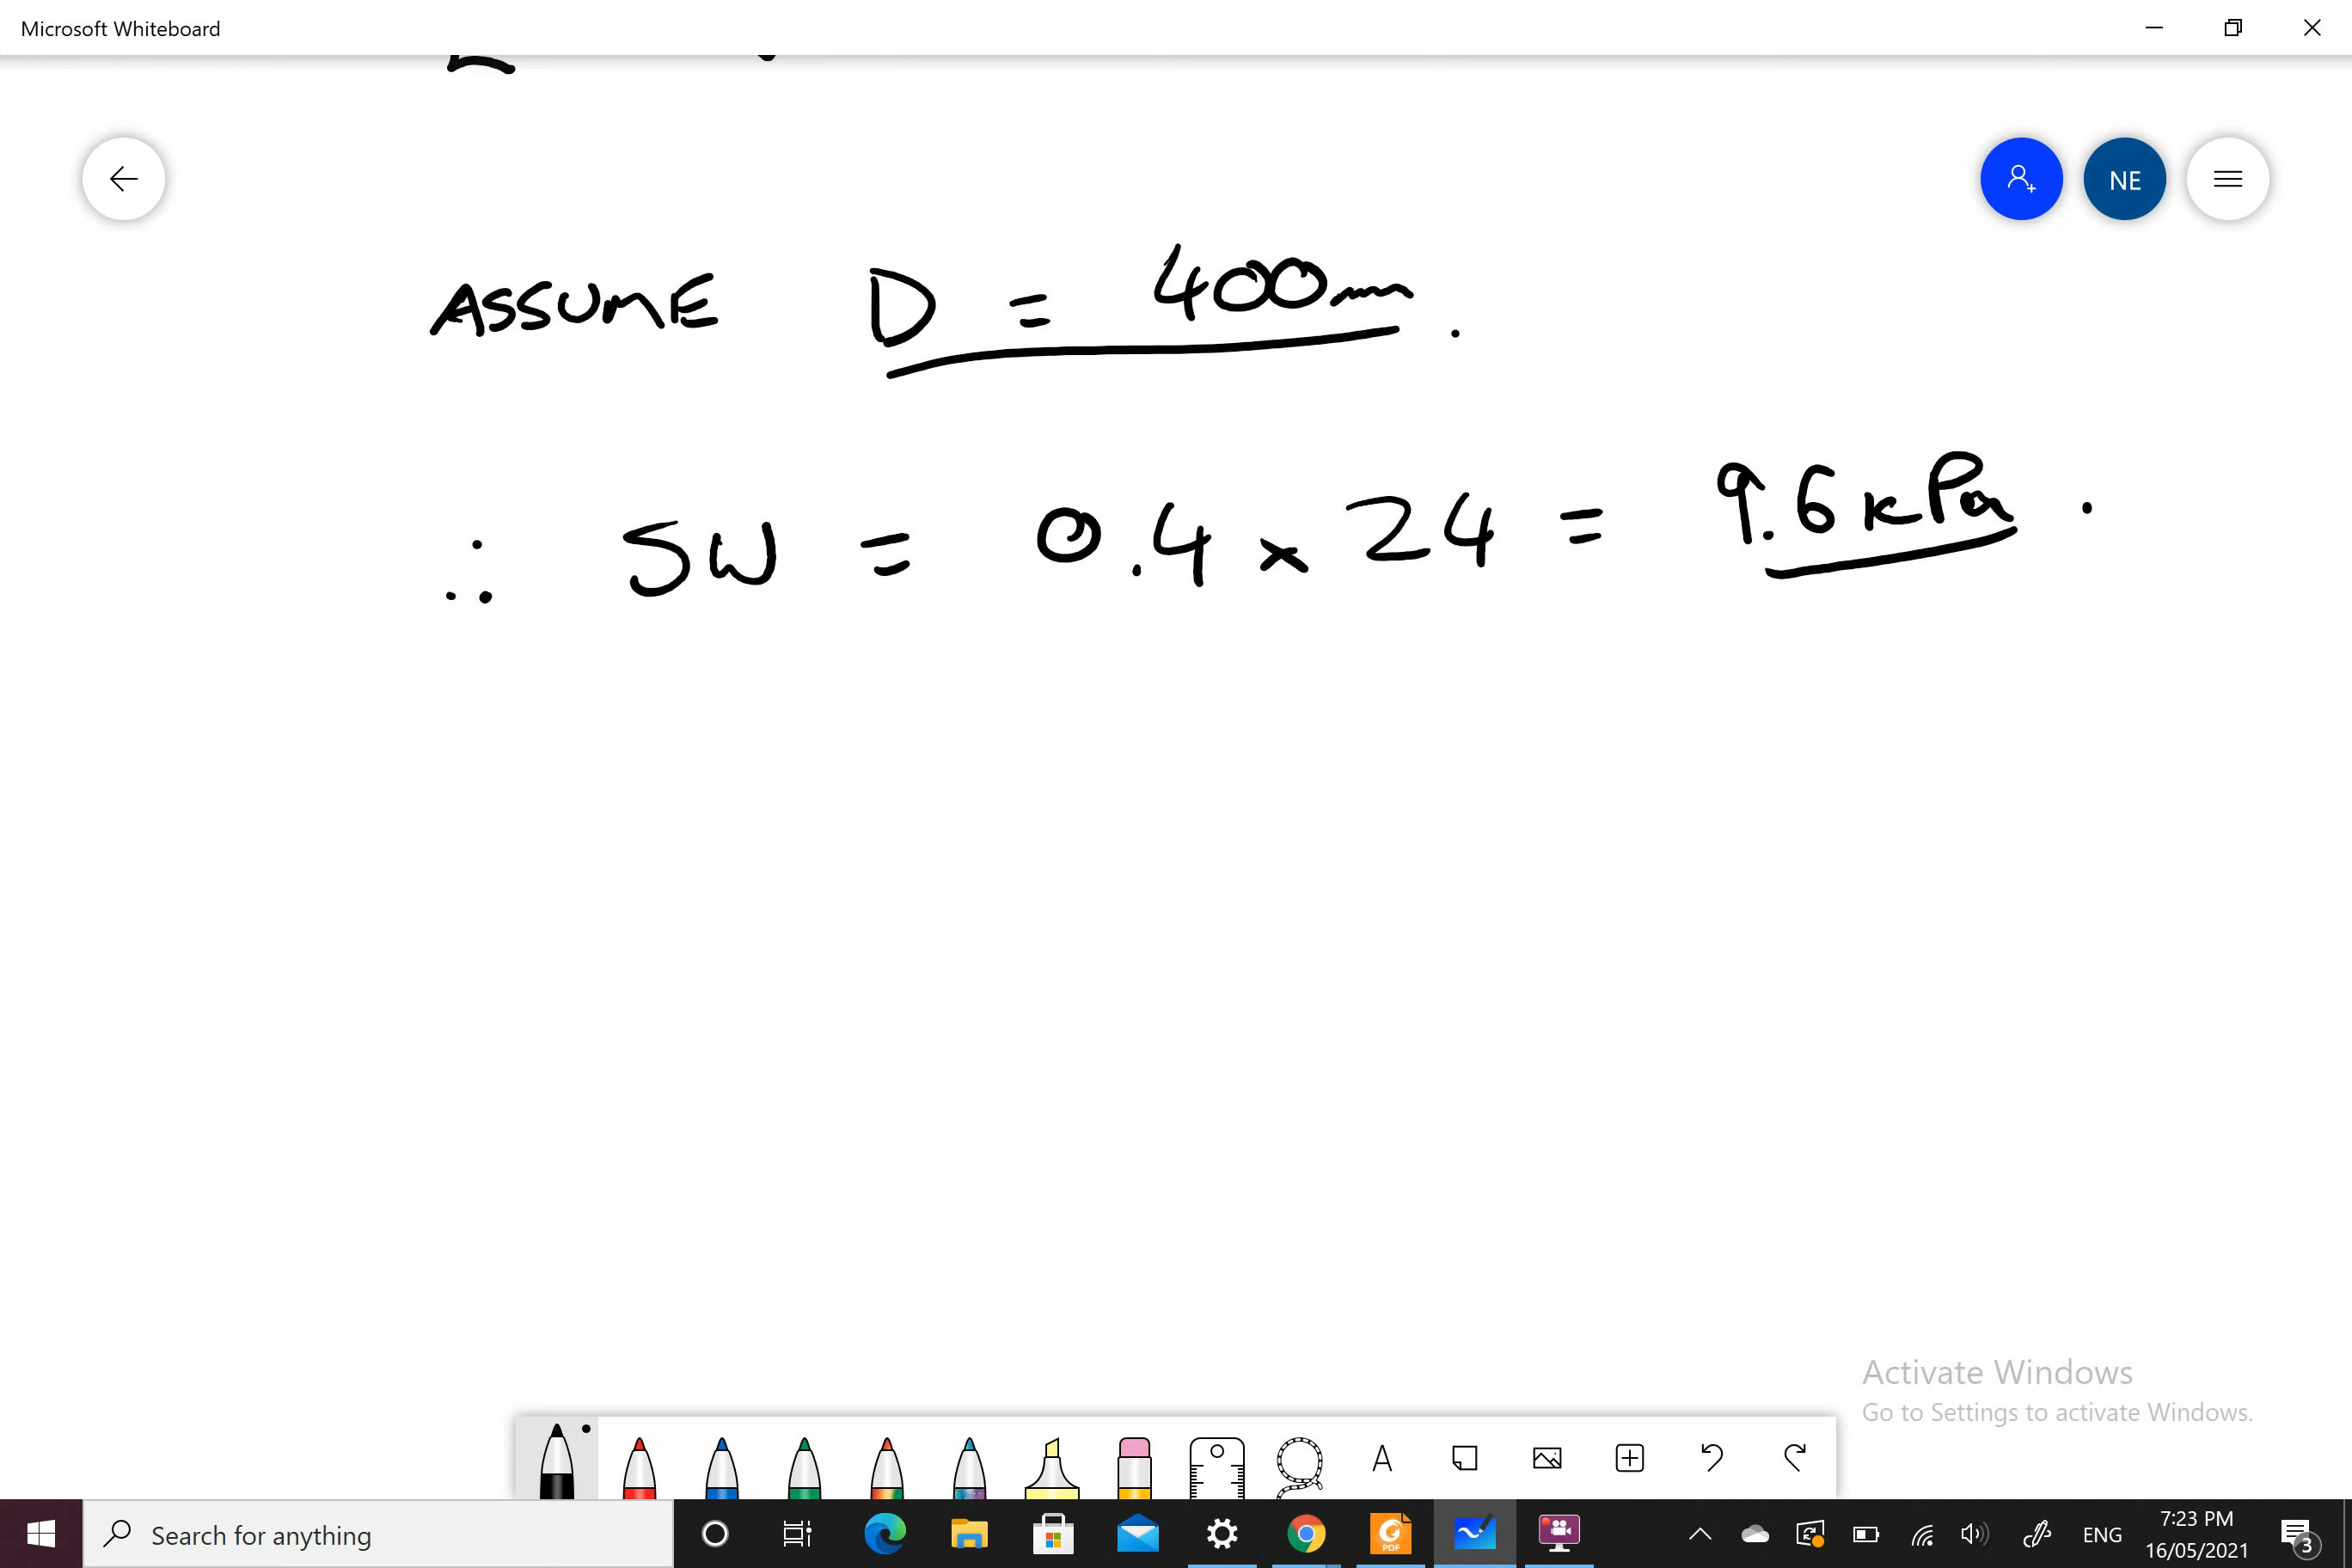 Microsoft Whiteboard
NE
ASSUME D = 400mm.
∴ SW = 0.4 × 24 = 9.6 kPa.
Activate Windows
Go to Settings to activate Windows.
A
Search for anything
PDF
ENG
7:23 PM
16/05/2021
3